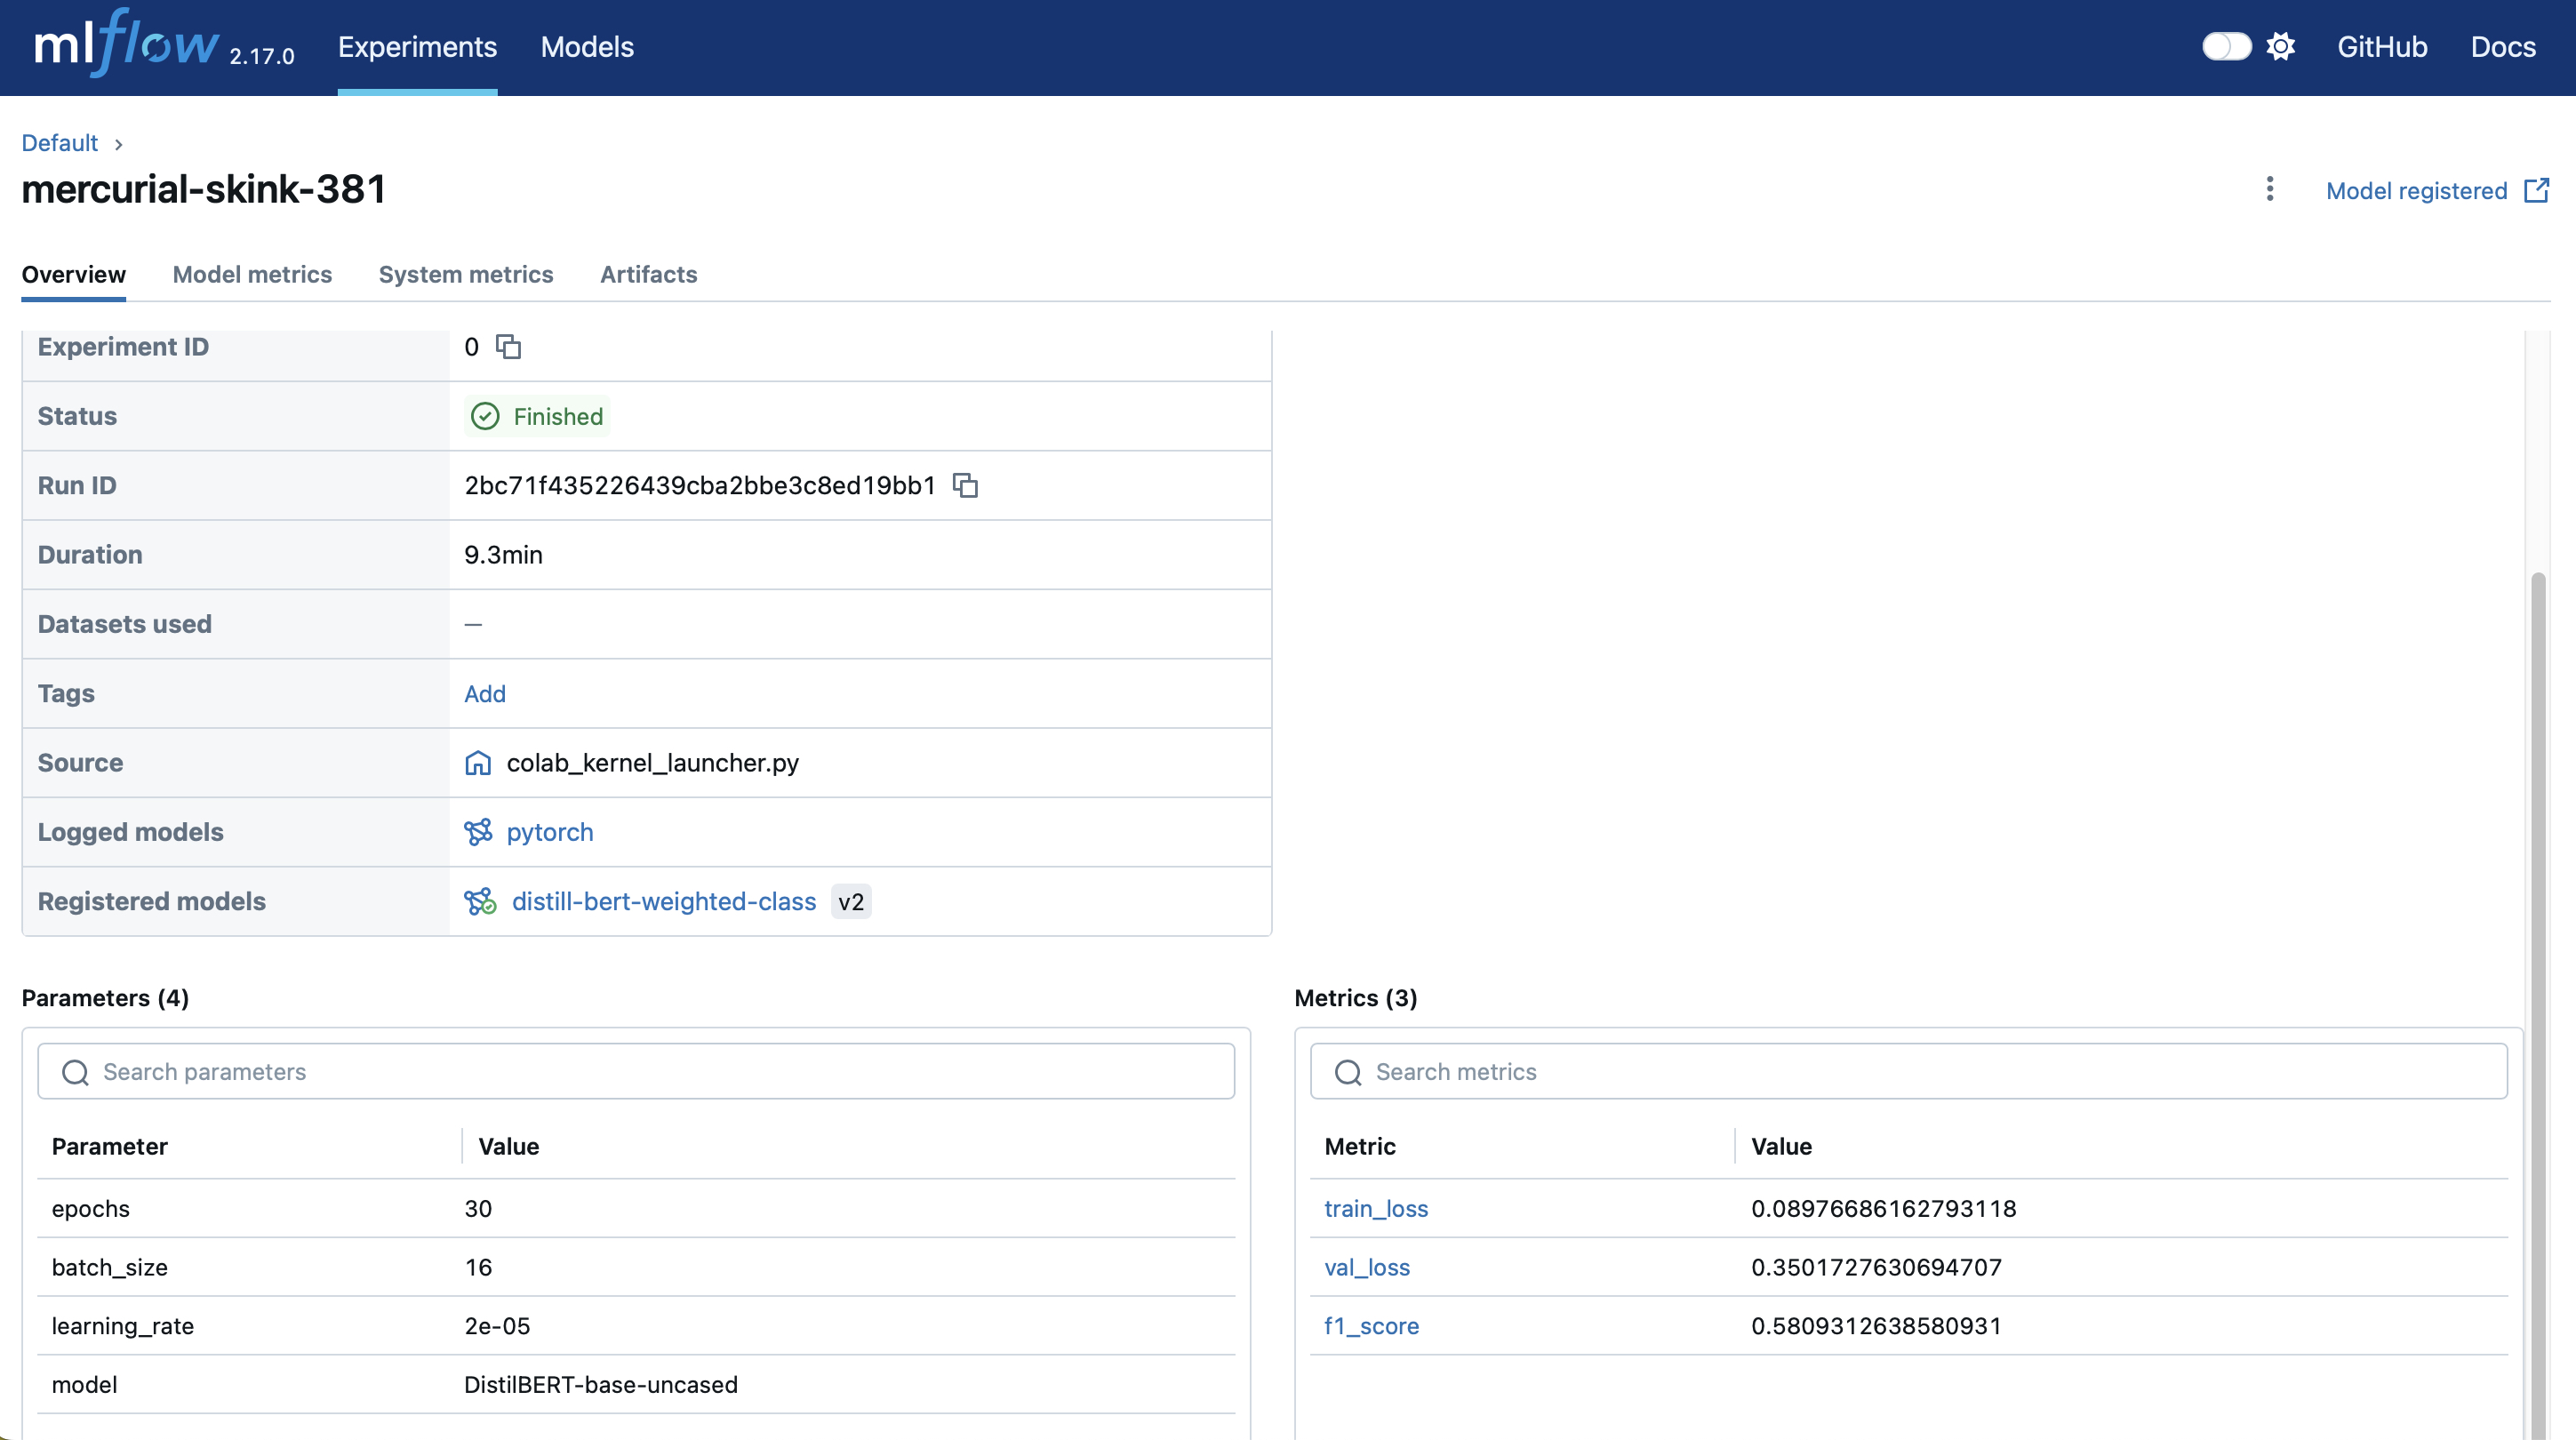 mlflow 2.17.0 Experiments Models GitHub Docs
Default
mercurial-skink-381
Model registered
Overview Model metrics System metrics Artifacts
Experiment ID 0
Status Finished
Run ID 2bc71f435226439cba2bbe3c8ed19bb1
Duration 9.3min
Datasets used —
Tags Add
Source colab_kernel_launcher.py
Logged models pytorch
Registered models distill-bert-weighted-class v2
Parameters (4)
Search parameters
Parameter Value
epochs 30
batch_size 16
learning_rate 2e-05
model DistilBERT-base-uncased
Metrics (3)
Search metrics
Metric Value
train_loss 0.08976686162793118
val_loss 0.3501727630694707
f1_score 0.5809312638580931